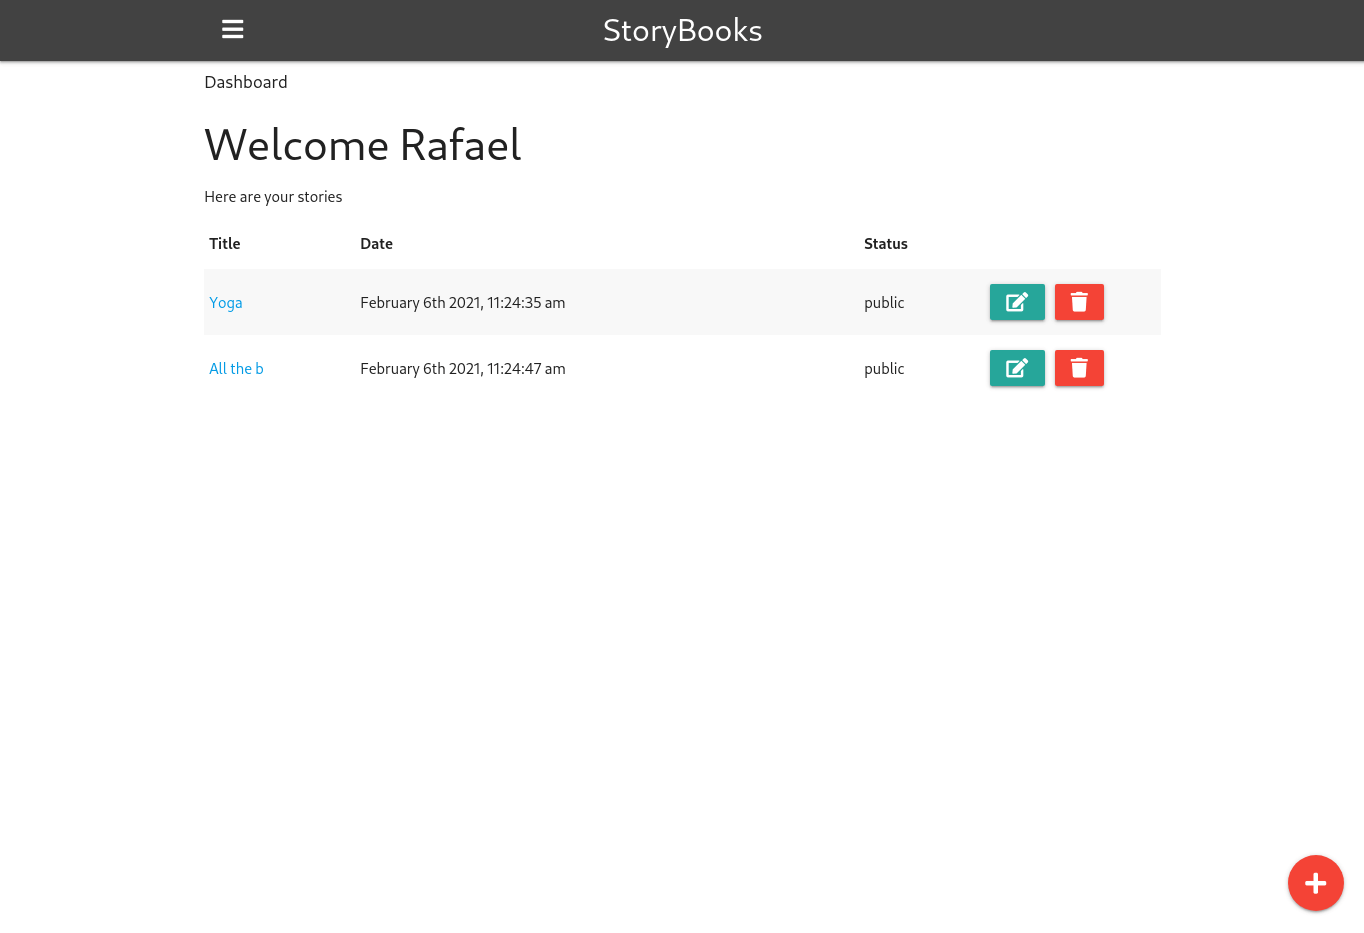 StoryBooks
Dashboard
Welcome Rafael
Here are your stories
Title Date Status
Yoga February 6th 2021, 11:24:35 am public
All the b February 6th 2021, 11:24:47 am public